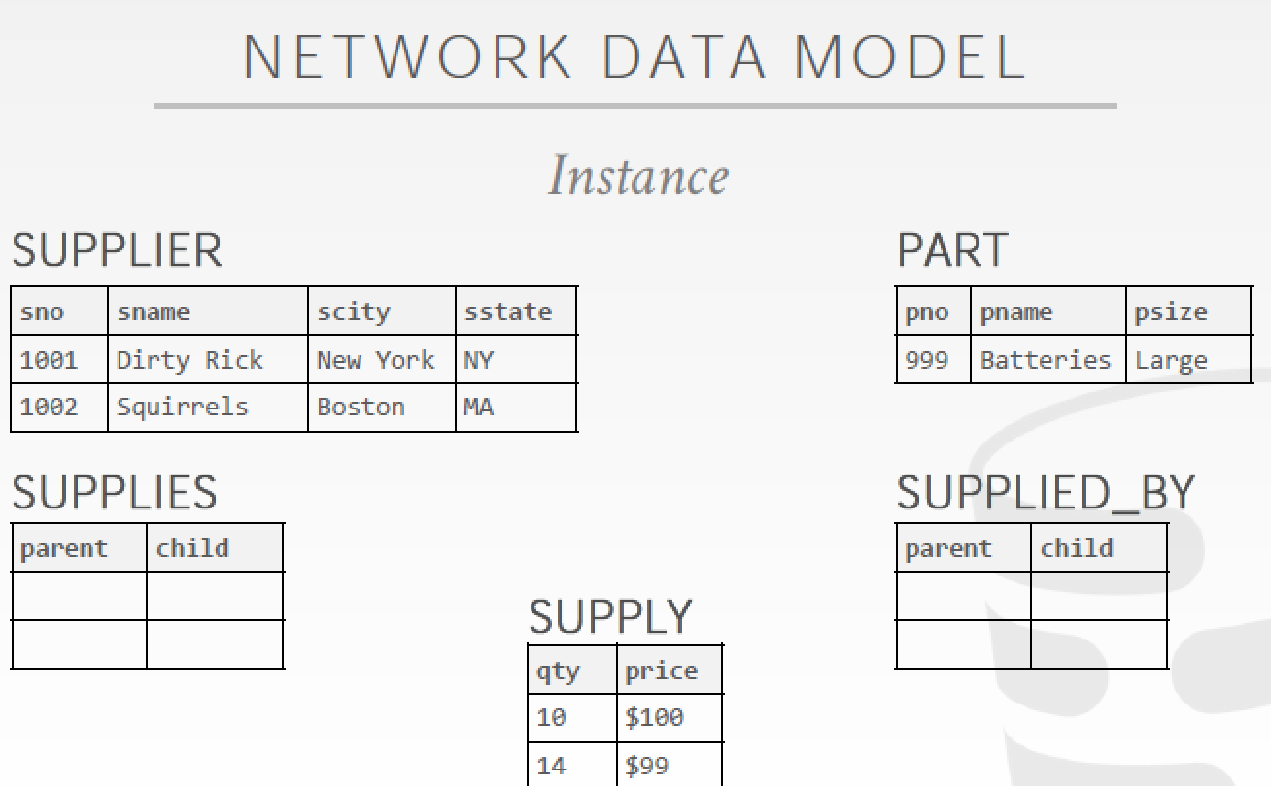 NETWORK DATA MODEL
Instance
SUPPLIER
sno sname scity sstate
1001 Dirty Rick New York NY
1002 Squirrels Boston MA
PART
pno pname psize
999 Batteries Large
SUPPLIES
parent child
SUPPLIED_BY
parent child
SUPPLY
qty price
10 $100
14 $99